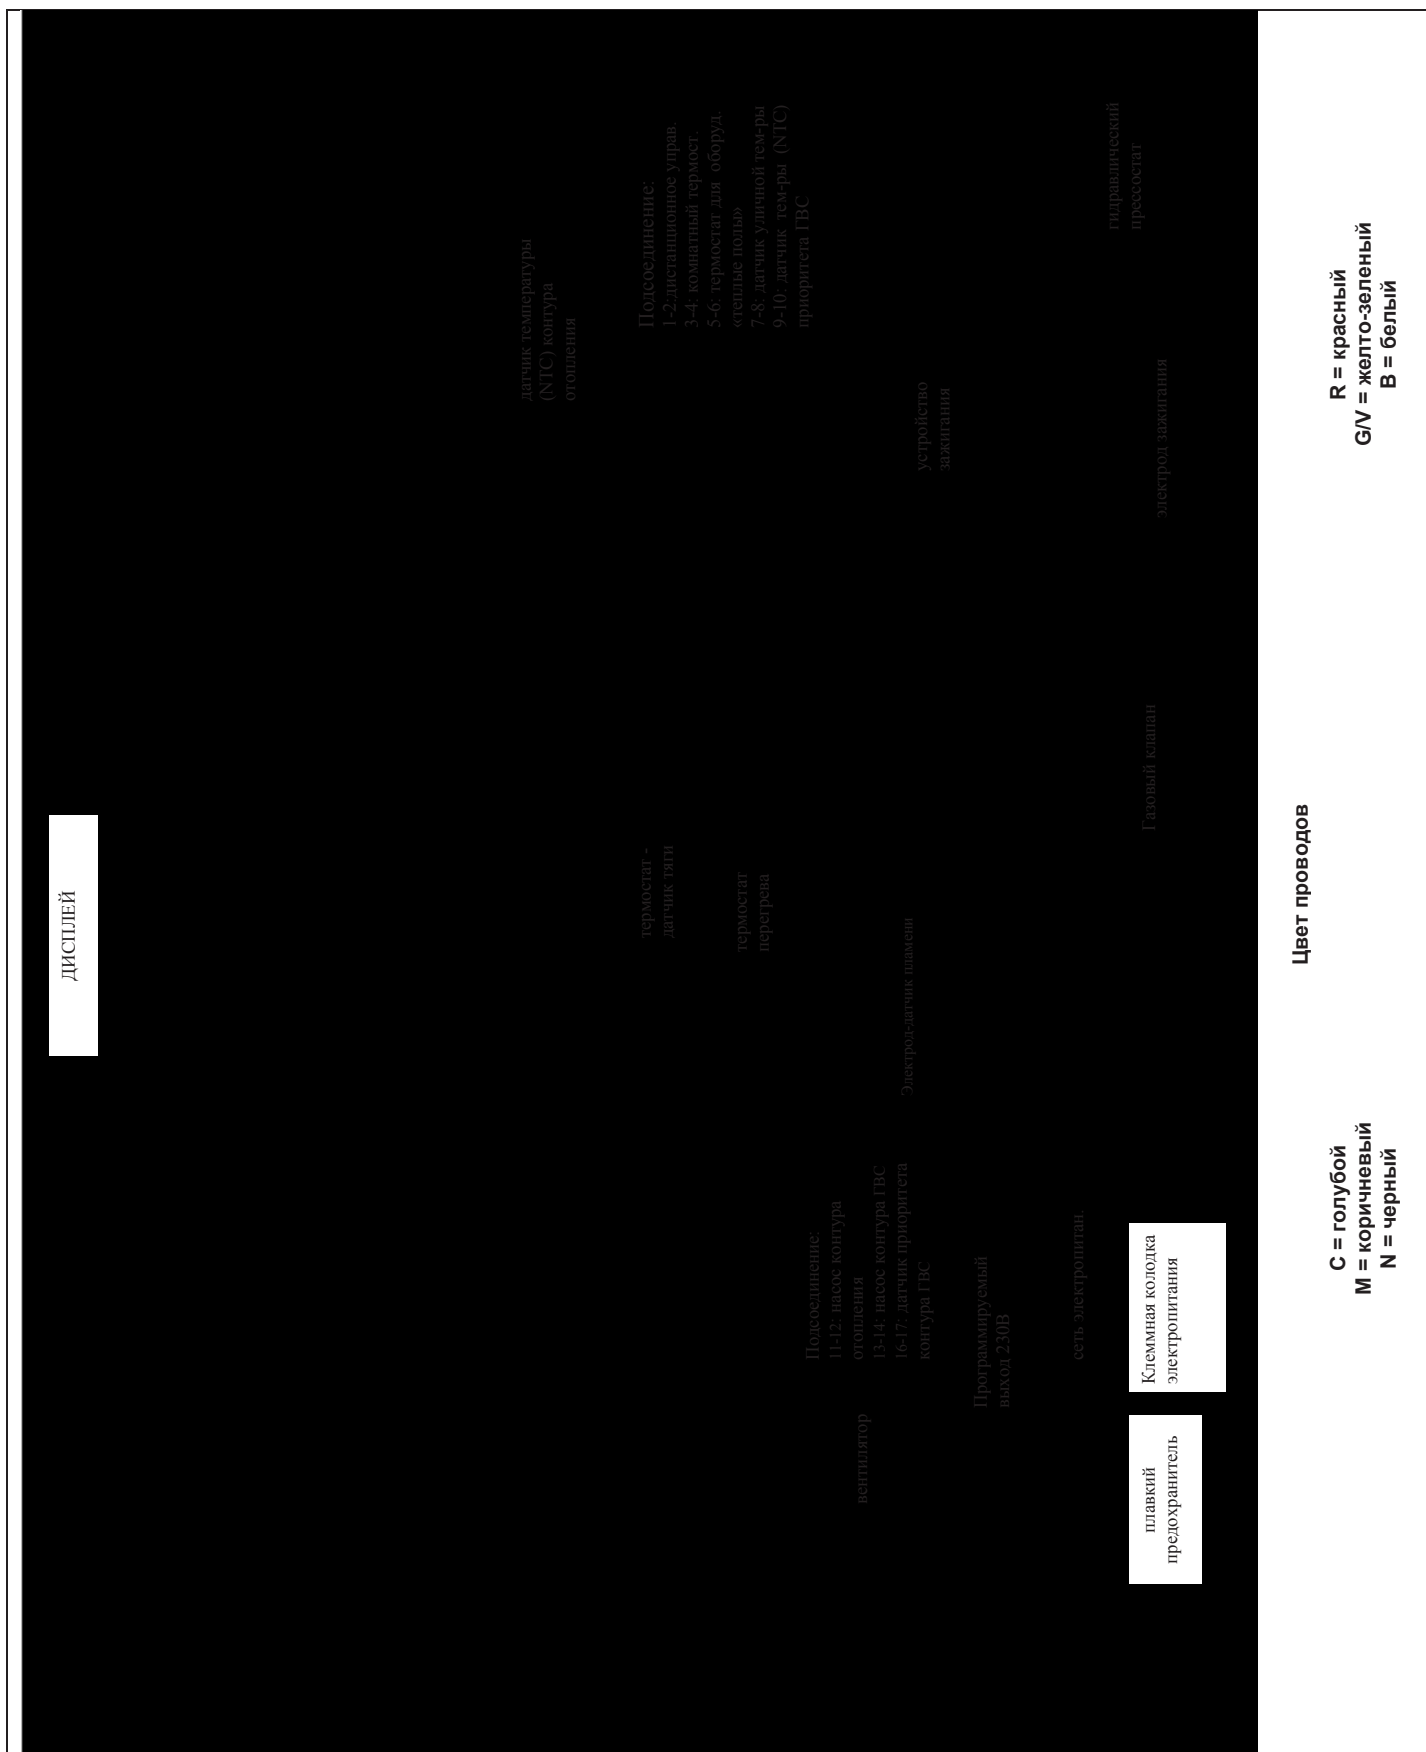 ДИСПЛЕЙ
датчик температуры
(NTC) контура
отопления
Подсоединение:
1-2:дистанционное управ.
3-4: комнатный термост.
5-6: термостат для оборуд.
«теплые полы»
7-8: датчик уличной тем-ры
9-10: датчик тем-ры (NTC)
приоритета ГВС
термостат -
датчик тяги
термостат
перегрева
устройство
зажигания
Электрод-датчик пламени
гидравлический
прессостат
электрод зажигания
Газовый клапан
Подсоединение:
11-12: насос контура
отопления
13-14: насос контура ГВС
16-17: датчик приоритета
контура ГВС
вентилятор
Программируемый
выход 230В
сеть электропитан.
Клеммная колодка
электропитания
плавкий
предохранитель
Цвет проводов
C = голубой
M = коричневый
N = черный
R = красный
G/V = желто-зеленый
B = белый